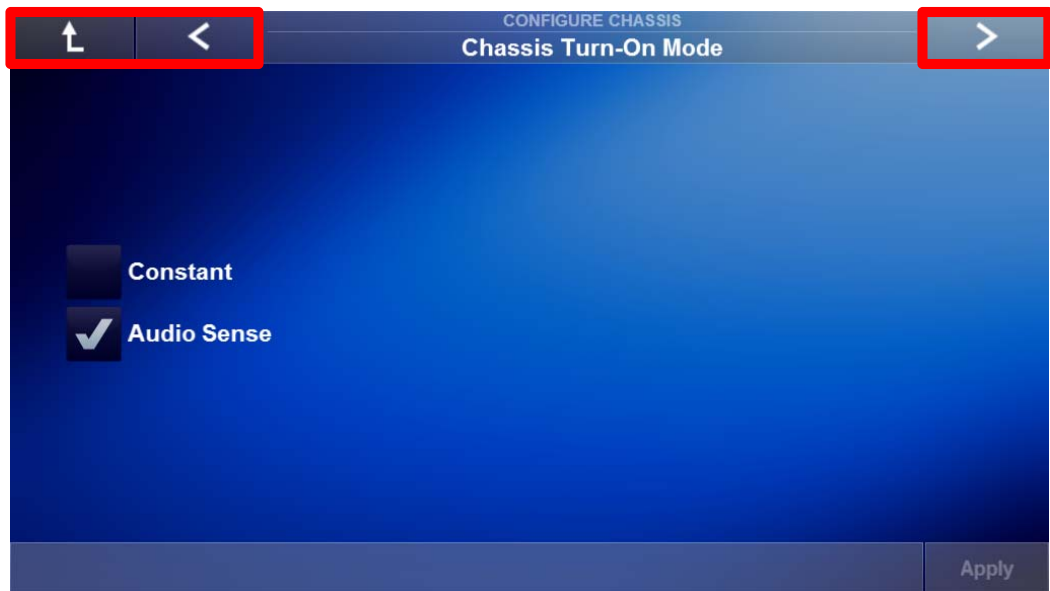 CONFIGURE CHASSIS
Chassis Turn-On Mode
Constant
Audio Sense
Apply